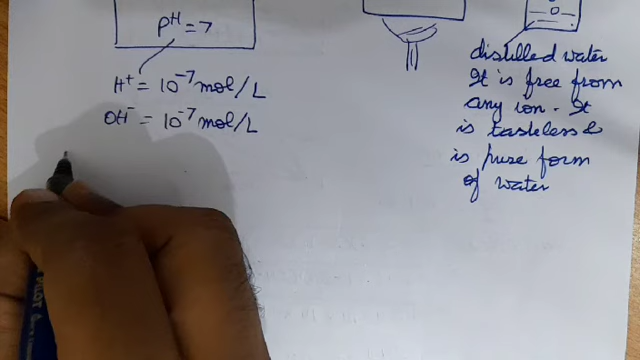 pH = 7
H⁺ = 10⁻⁷ mol/L
OH⁻ = 10⁻⁷ mol/L
distilled water
It is free from
any ion. It
is tasteless &
is pure form
of water
PILOT